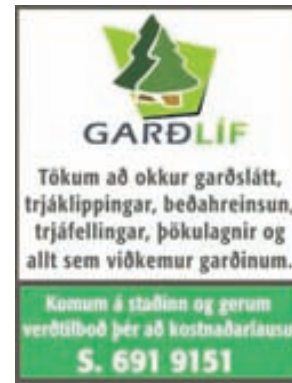 GARÐLÍF
Tökum að okkur garðslátt,
trjáklippingar, beðahreinsun,
trjáfellingar, þökulagnir og
allt sem viðkemur garðinum.
Komum á staðinn og gerum
verðtilboð þér að kostnaðarlausu
S. 691 9151